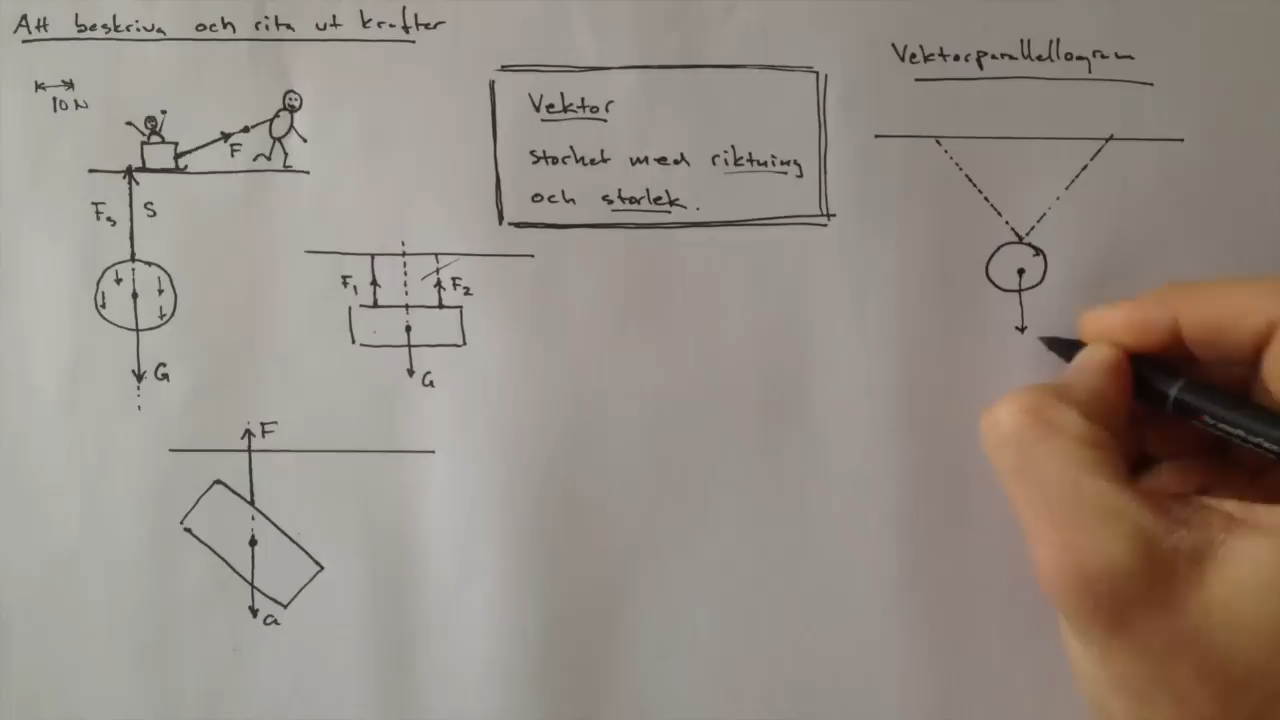 Att beskriva och rita ut krafter
10 N
F
Fs S
G
F1 F2
G
F
G
Vektor
storhet med riktning
och storlek.
Vektorparallellogram